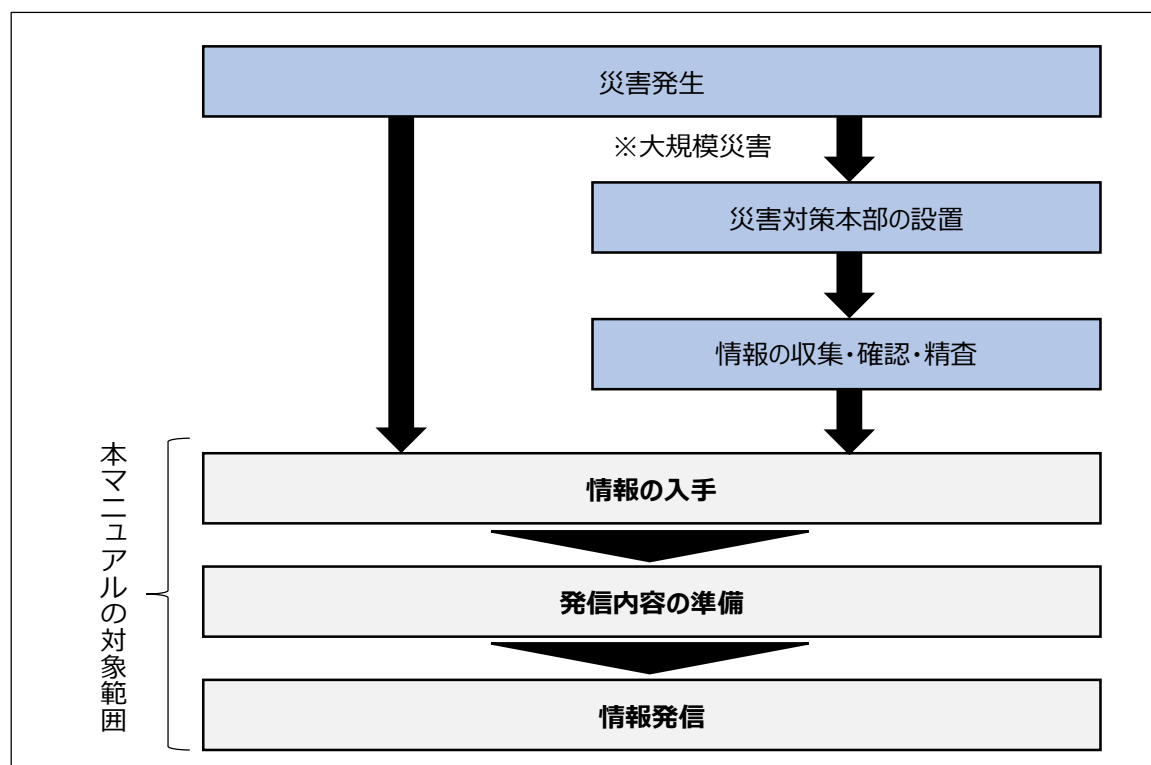 災害発生
※大規模災害
災害対策本部の設置
情報の収集・確認・精査
本マニュアルの対象範囲
情報の入手
発信内容の準備
情報発信